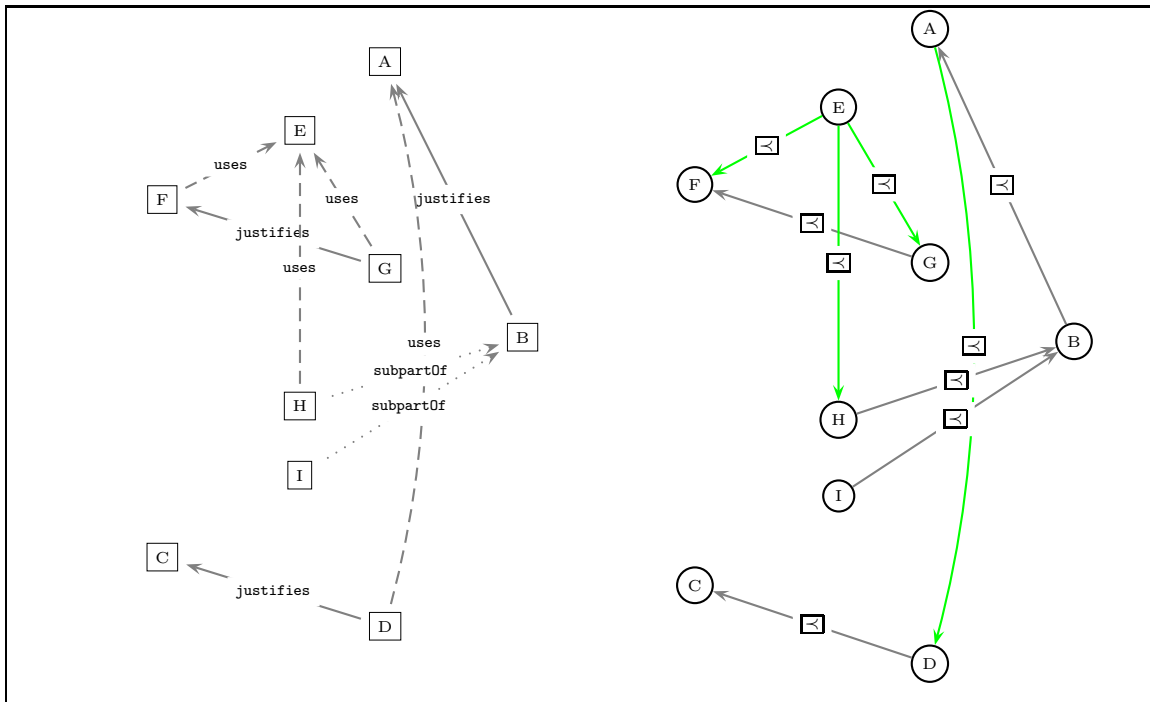 A
E
uses
F
uses
justifies
justifies
G
uses
B
uses
subpartOf
H
subpartOf
I
C
justifies
D
A
E
≺
F
≺
≺
≺
G
≺
B
≺
≺
H
≺
I
C
≺
D